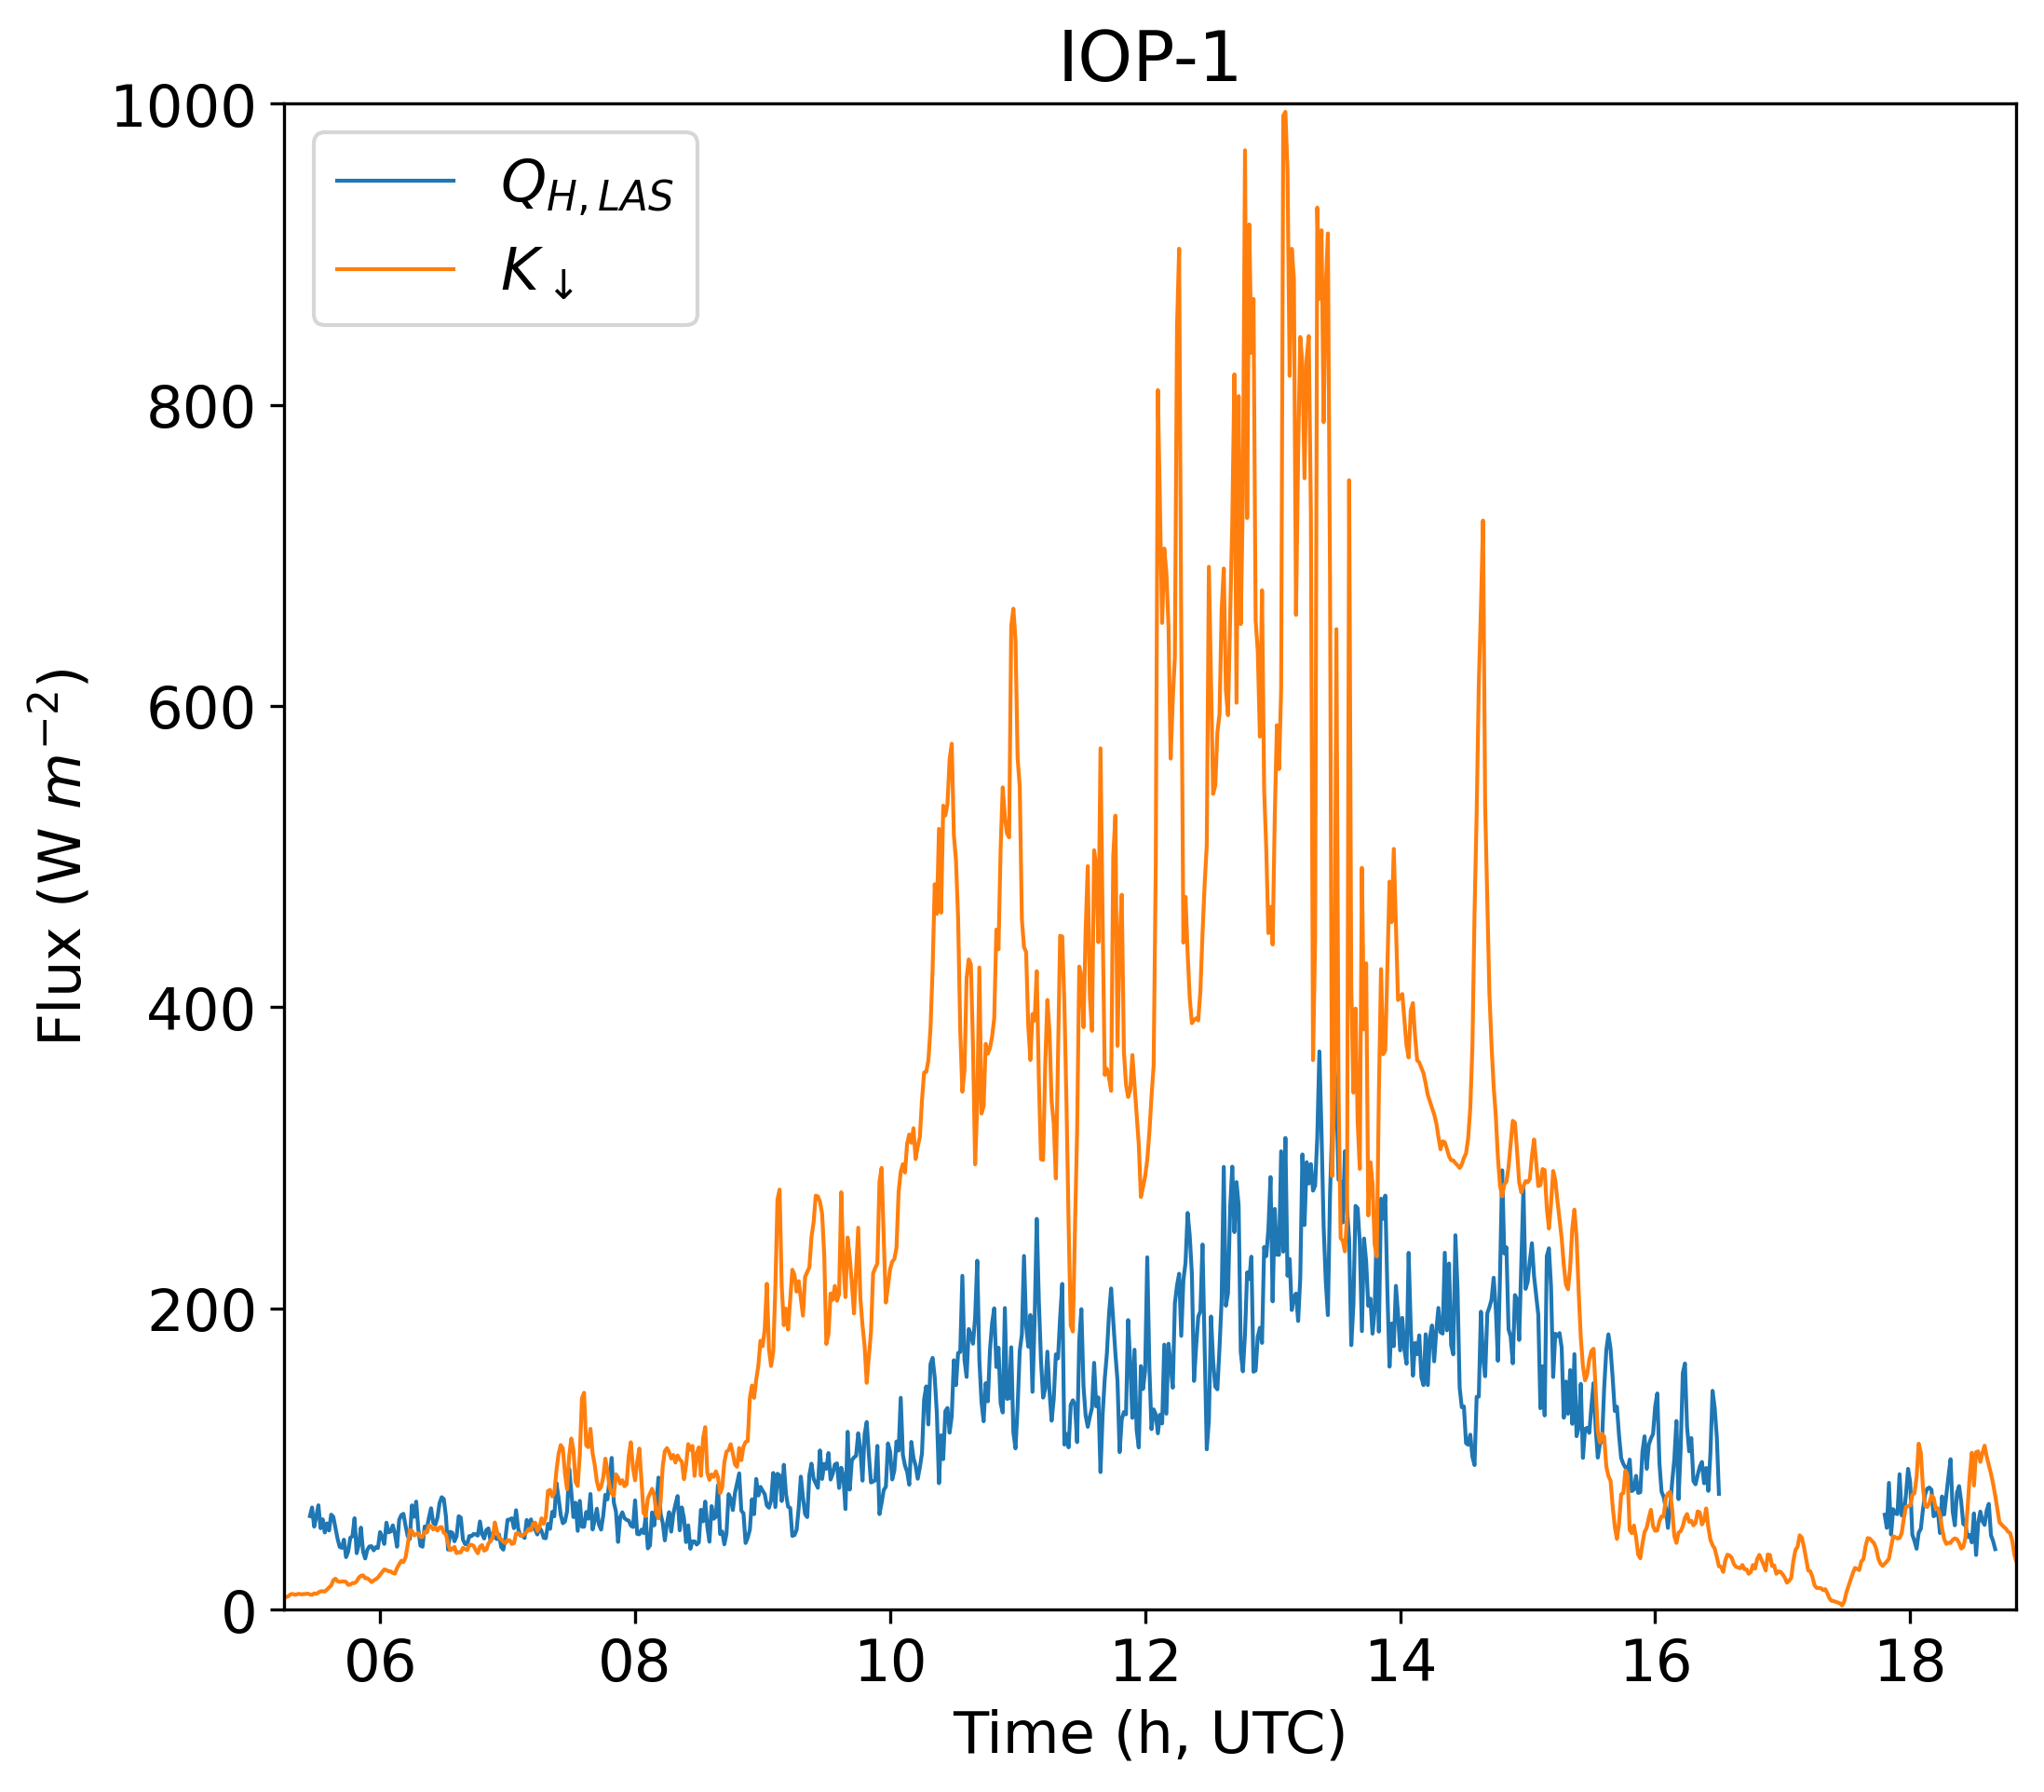 IOP-1
Q_{H, LAS}
K_↓
1000
800
600
400
200
0
Flux (W m^{-2})
06 08 10 12 14 16 18
Time (h, UTC)